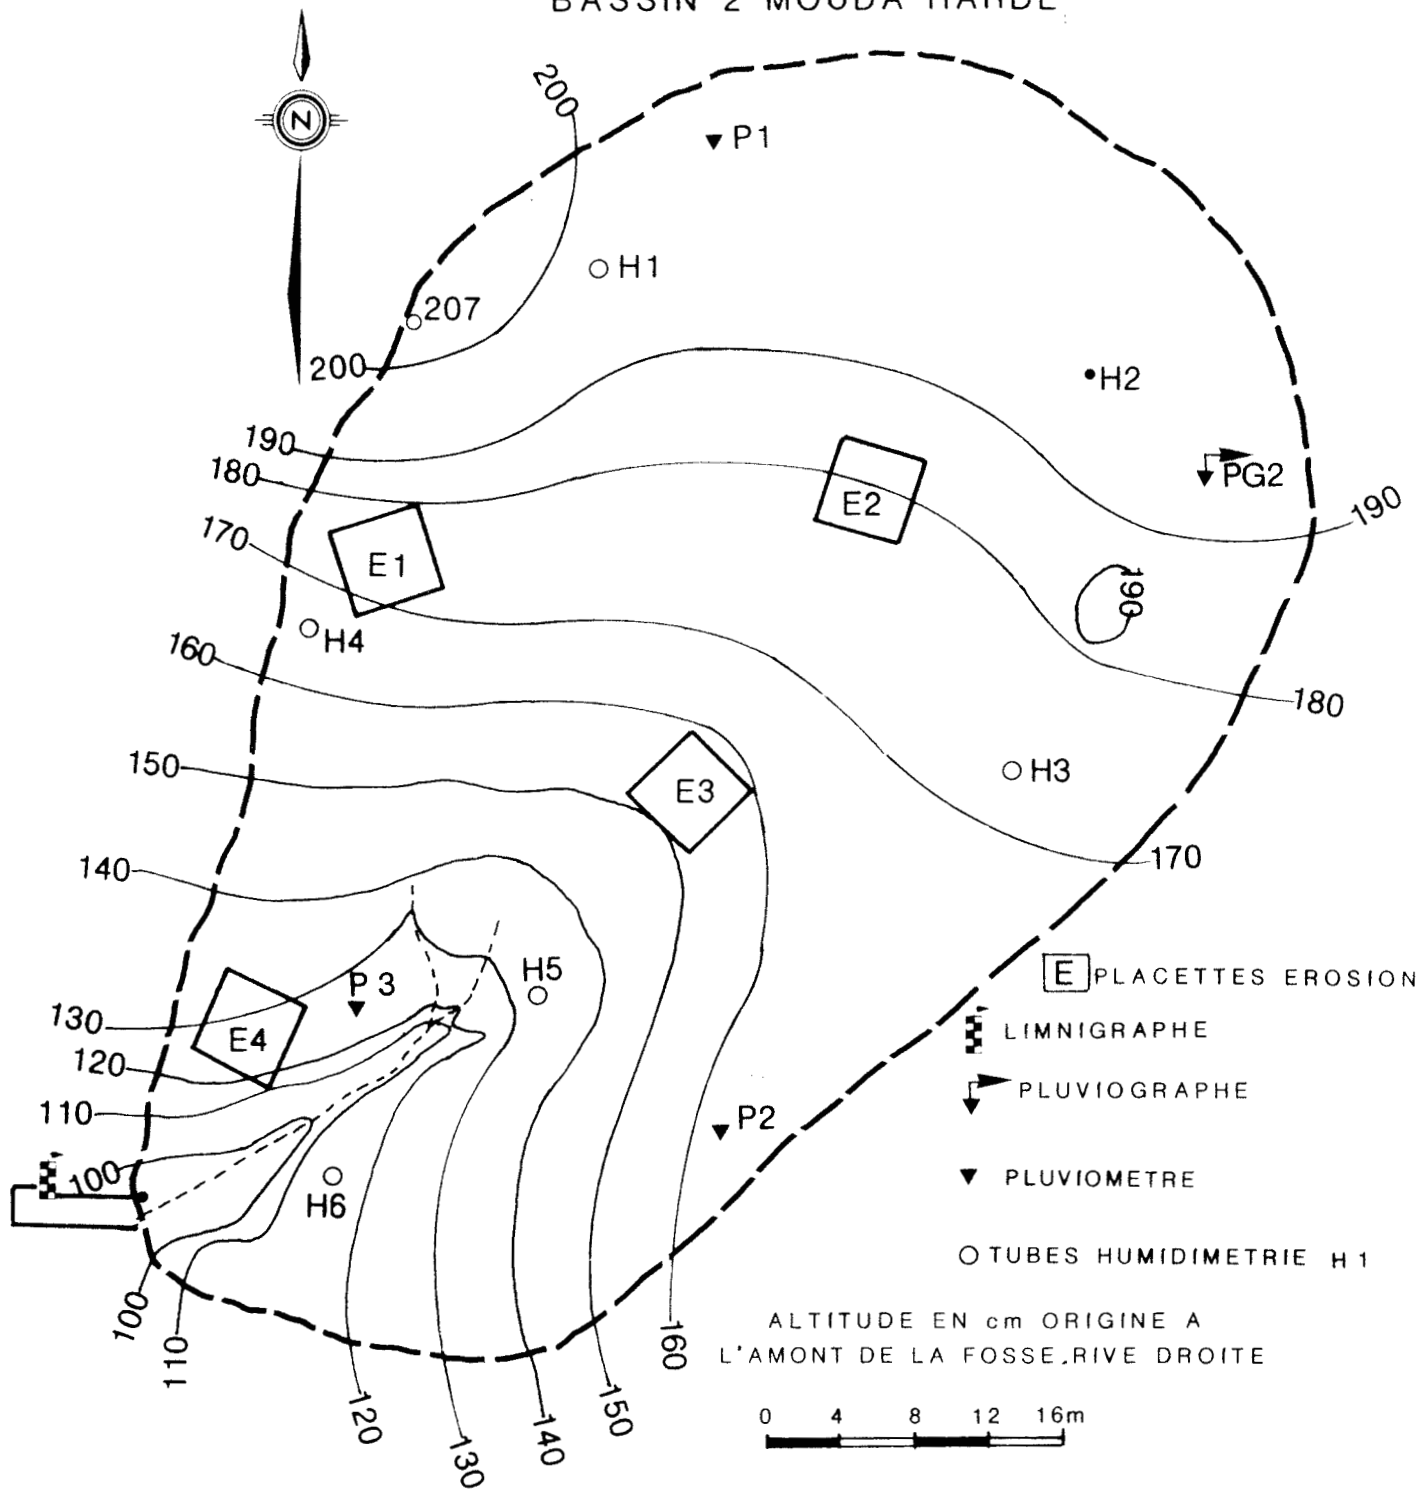 BASSIN 2 MOUDA HARDE
200
N
P1
H1
207
200
H2
190
180
E2
PG2
190
170
E1
190
H4
160
180
150
H3
E3
140
170
H5
E PLACETTES EROSION
P 3
130
E4
LIMNIGRAPHE
120
PLUVIOGRAPHE
110
P2
100
PLUVIOMETRE
H6
TUBES HUMIDIMETRIE H 1
100
110
160
ALTITUDE EN cm ORIGINE A
L'AMONT DE LA FOSSE, RIVE DROITE
120
130
140
150
0 4 8 12 16m